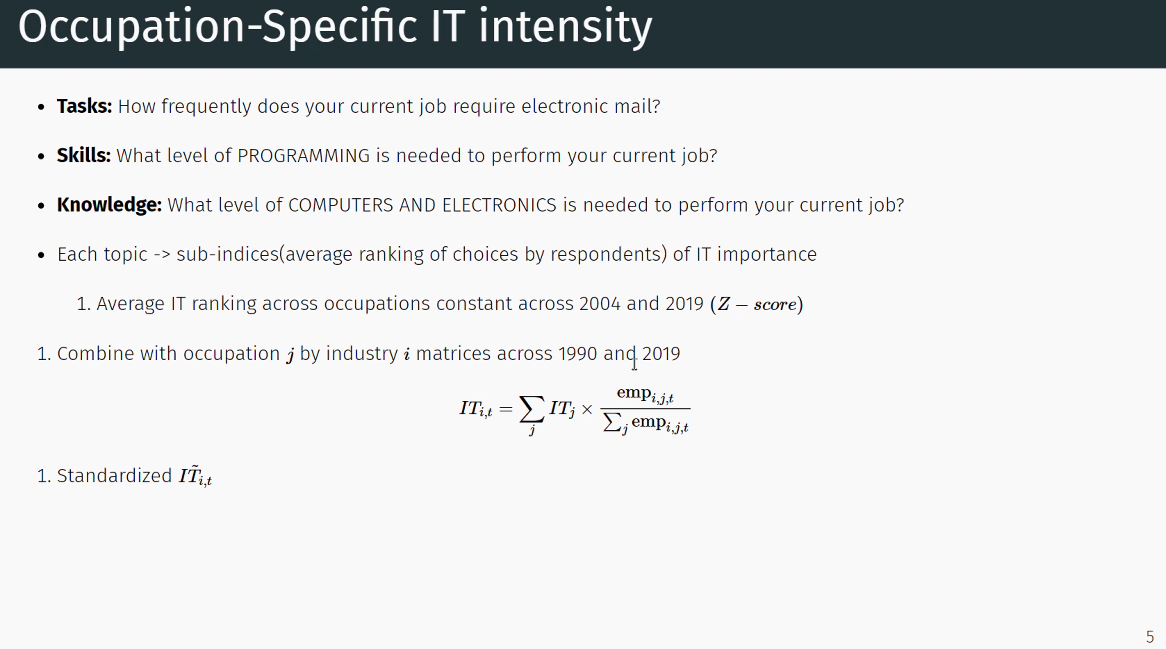 Occupation-Specific IT intensity
• Tasks: How frequently does your current job require electronic mail?
• Skills: What level of PROGRAMMING is needed to perform your current job?
• Knowledge: What level of COMPUTERS AND ELECTRONICS is needed to perform your current job?
• Each topic -> sub-indices(average ranking of choices by respondents) of IT importance
1. Average IT ranking across occupations constant across 2004 and 2019 (Z − score)
1. Combine with occupation j by industry i matrices across 1990 and 2019
$IT_{i,t} = \sum_j IT_j \times \frac{\text{emp}_{i,j,t}}{\sum_j \text{emp}_{i,j,t}}$
1. Standardized $\tilde{IT}_{i,t}$
5